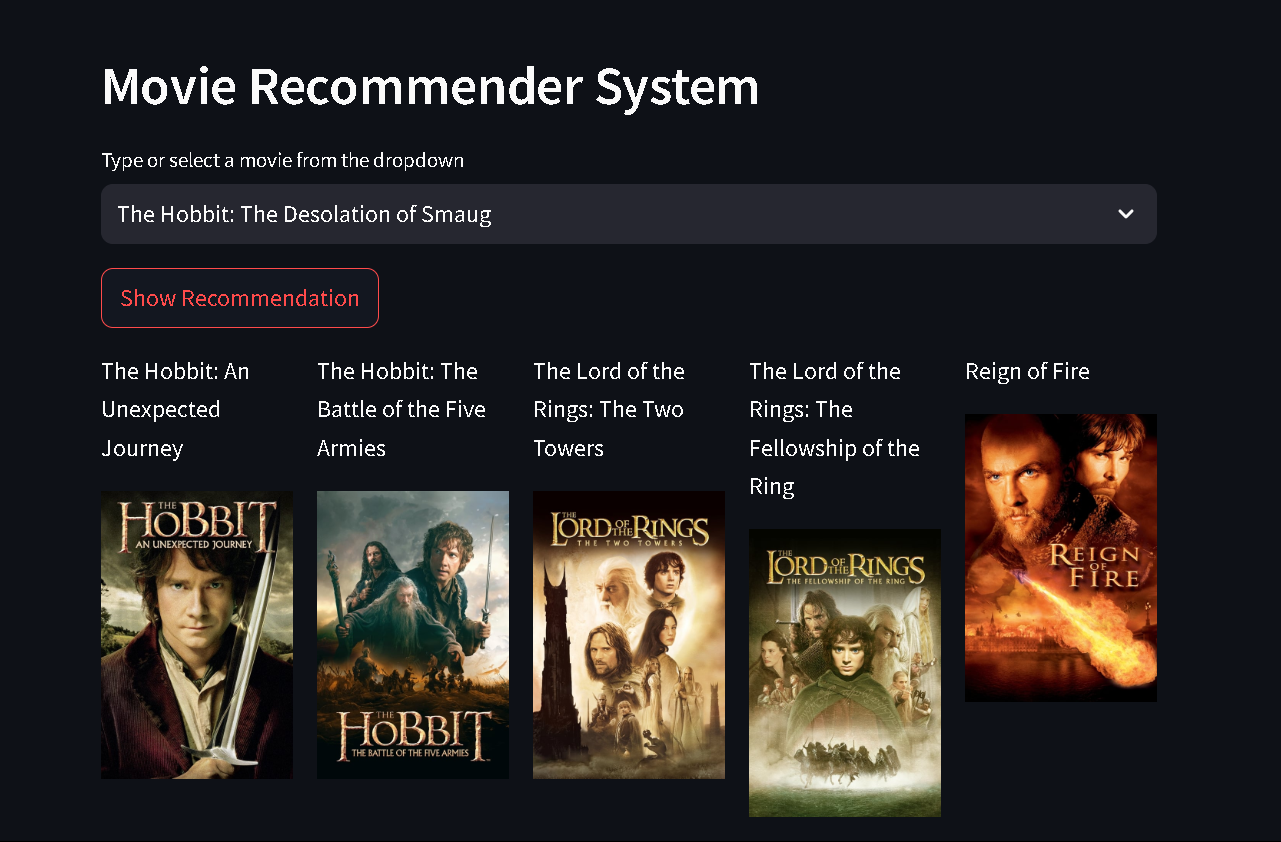 Movie Recommender System
Type or select a movie from the dropdown
The Hobbit: The Desolation of Smaug
Show Recommendation
The Hobbit: An
Unexpected
Journey
THE
HOBBIT
AN UNEXPECTED JOURNEY
The Hobbit: The
Battle of the Five
Armies
THE
HOBBIT
THE BATTLE OF THE FIVE ARMIES
The Lord of the
Rings: The Two
Towers
THE
LORD OF THE RINGS
THE TWO TOWERS
The Lord of the
Rings: The
Fellowship of the
Ring
THE
LORD OF THE RINGS
THE FELLOWSHIP OF THE RING
Reign of Fire
REIGN
OF
FIRE